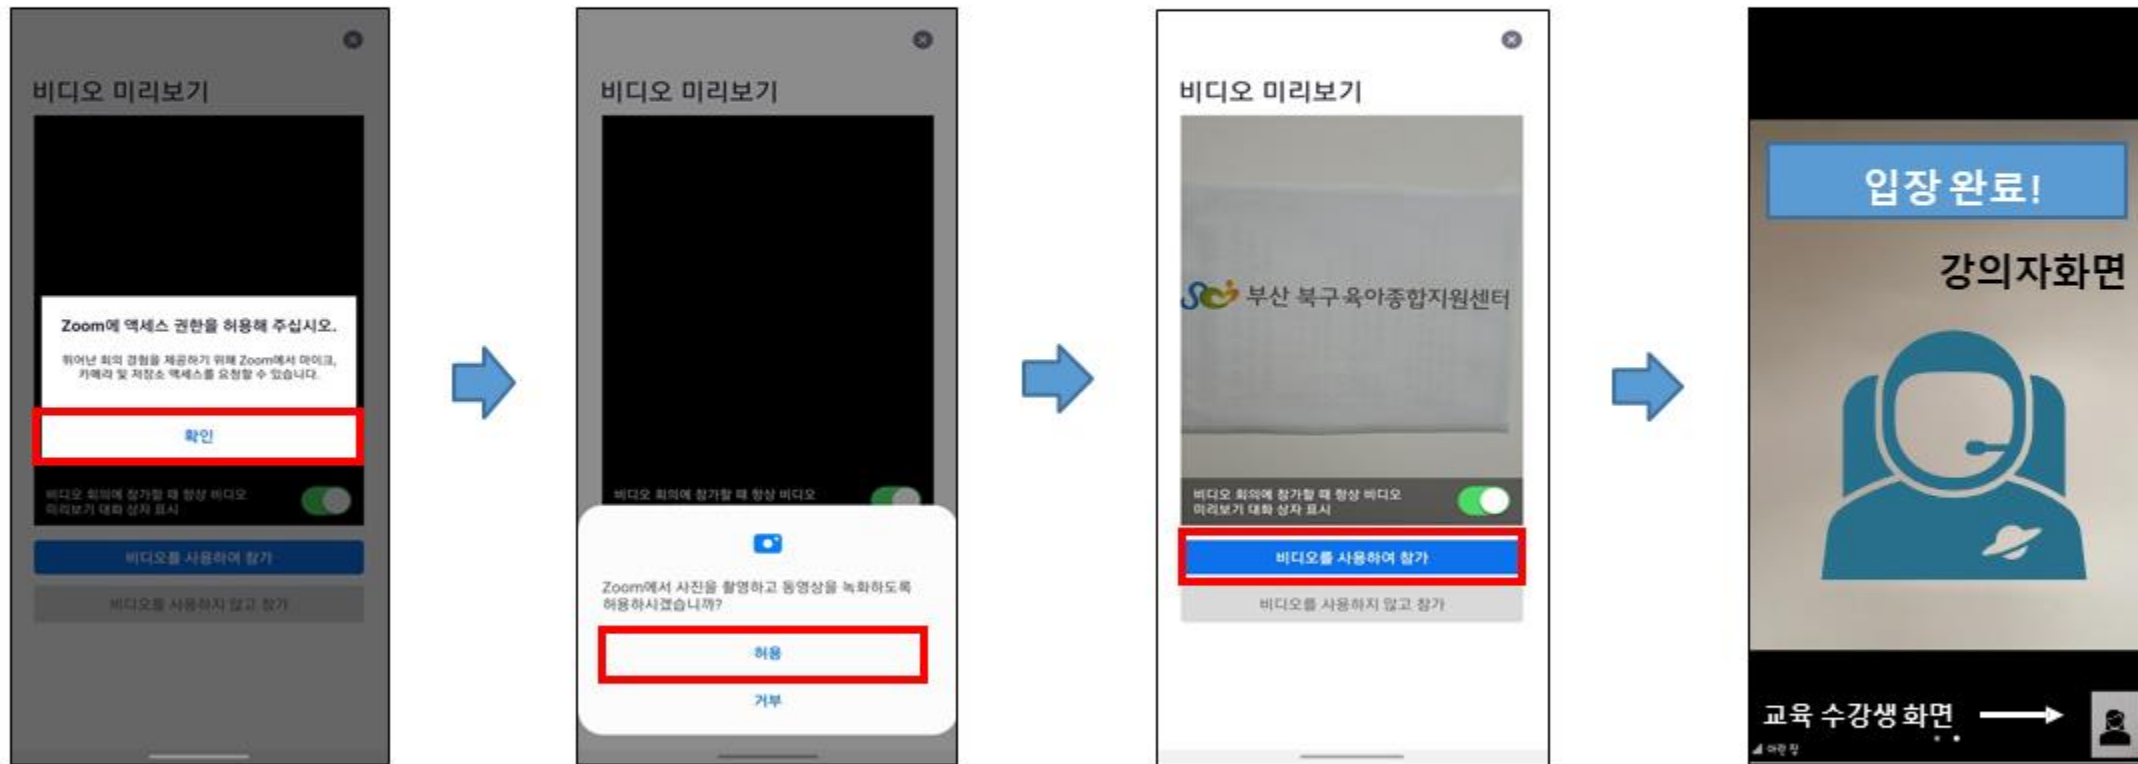 비디오 미리보기
Zoom에 액세스 권한을 허용해 주십시오.
뛰어난 회의 경험을 제공하기 위해 Zoom에서 마이크,
카메라 및 저장소 액세스를 요청할 수 있습니다.
확인
비디오 회의에 참가할 때 항상 비디오
미리보기 대화 상자 표시
비디오를 사용하여 참가
비디오를 사용하지 않고 참가
비디오 미리보기
비디오 회의에 참가할 때 항상 비디오
Zoom에서 사진을 촬영하고 동영상을 녹화하도록
허용하시겠습니까?
허용
거부
비디오 미리보기
부산 북구육아종합지원센터
비디오 회의에 참가할 때 항상 비디오
미리보기 대화 상자 표시
비디오를 사용하여 참가
비디오를 사용하지 않고 참가
입장 완료!
강의자화면
교육 수강생 화면